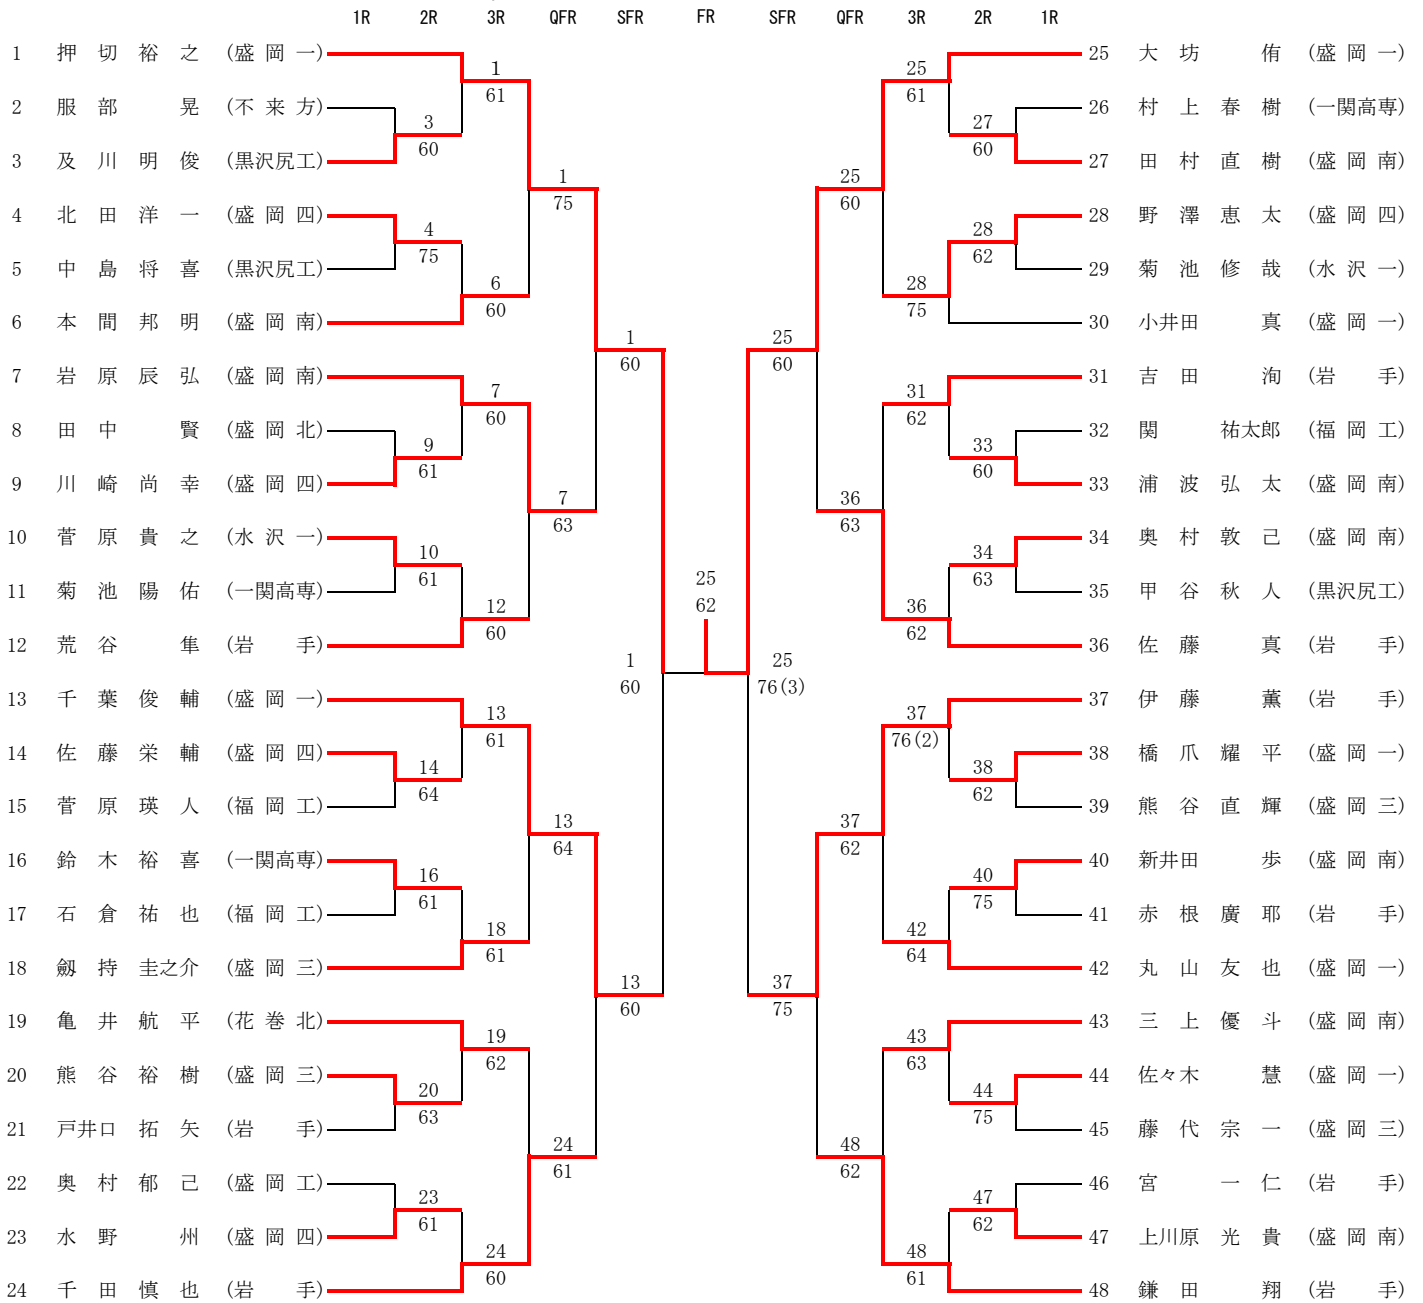 1R 2R 3R QFR SFR FR SFR QFR 3R 2R 1R
1 押切裕之 (盛岡一) 25 大坊 侑 (盛岡一)
1 25
61 61
2 服部 晃 (不来方) 26 村上春樹 (一関高専)
3 27
60 60
3 及川明俊 (黒沢尻工) 27 田村直樹 (盛岡南)
1 25
75 60
4 北田洋一 (盛岡四) 28 野澤恵太 (盛岡四)
4 28
75 62
5 中島将喜 (黒沢尻工) 29 菊池修哉 (水沢一)
6 28
60 75
6 本間邦明 (盛岡南) 30 小井田 真 (盛岡一)
1 25
60 60
7 岩原辰弘 (盛岡南) 31 吉田 洵 (岩手)
7 31
60 62
8 田中 賢 (盛岡北) 32 関 祐太郎 (福岡工)
9 33
61 60
9 川崎尚幸 (盛岡四) 33 浦波弘太 (盛岡南)
7 36
63 63
10 菅原貴之 (水沢一) 34 奥村敦己 (盛岡南)
10 34
61 63
11 菊池陽佑 (一関高専) 25 35 甲谷秋人 (黒沢尻工)
12 62 36
60 62
12 荒谷 隼 (岩手) 36 佐藤 真 (岩手)
1 25
60 76(3)
13 千葉俊輔 (盛岡一) 37 伊藤 薫 (岩手)
13 37
61 76(2)
14 佐藤栄輔 (盛岡四) 38 橋爪耀平 (盛岡一)
14 38
64 62
15 菅原瑛人 (福岡工) 39 熊谷直輝 (盛岡三)
13 37
64 62
16 鈴木裕喜 (一関高専) 40 新井田 歩 (盛岡南)
16 40
61 75
17 石倉祐也 (福岡工) 41 赤根廣耶 (岩手)
18 42
61 64
18 劔持圭之介 (盛岡三) 42 丸山友也 (盛岡一)
13 37
60 75
19 亀井航平 (花巻北) 43 三上優斗 (盛岡南)
19 43
62 63
20 熊谷裕樹 (盛岡三) 44 佐々木 慧 (盛岡一)
20 44
63 75
21 戸井口拓矢 (岩手) 45 藤代宗一 (盛岡三)
24 48
61 62
22 奥村郁己 (盛岡工) 46 宮 一仁 (岩手)
23 47
61 62
23 水野 州 (盛岡四) 47 上川原光貴 (盛岡南)
24 48
60 61
24 千田慎也 (岩手) 48 鎌田 翔 (岩手)